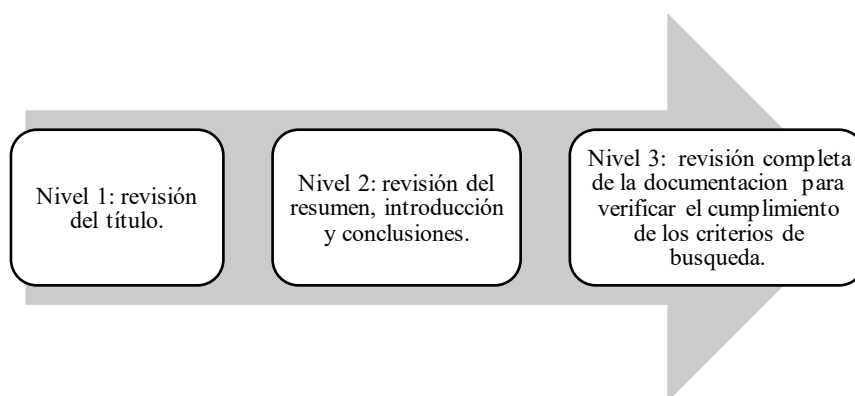 Nivel 1: revisión
del título.
Nivel 2: revisión del
resumen, introducción
y conclusiones.
Nivel 3: revisión completa
de la documentacion para
verificar el cumplimiento
de los criterios de
busqueda.